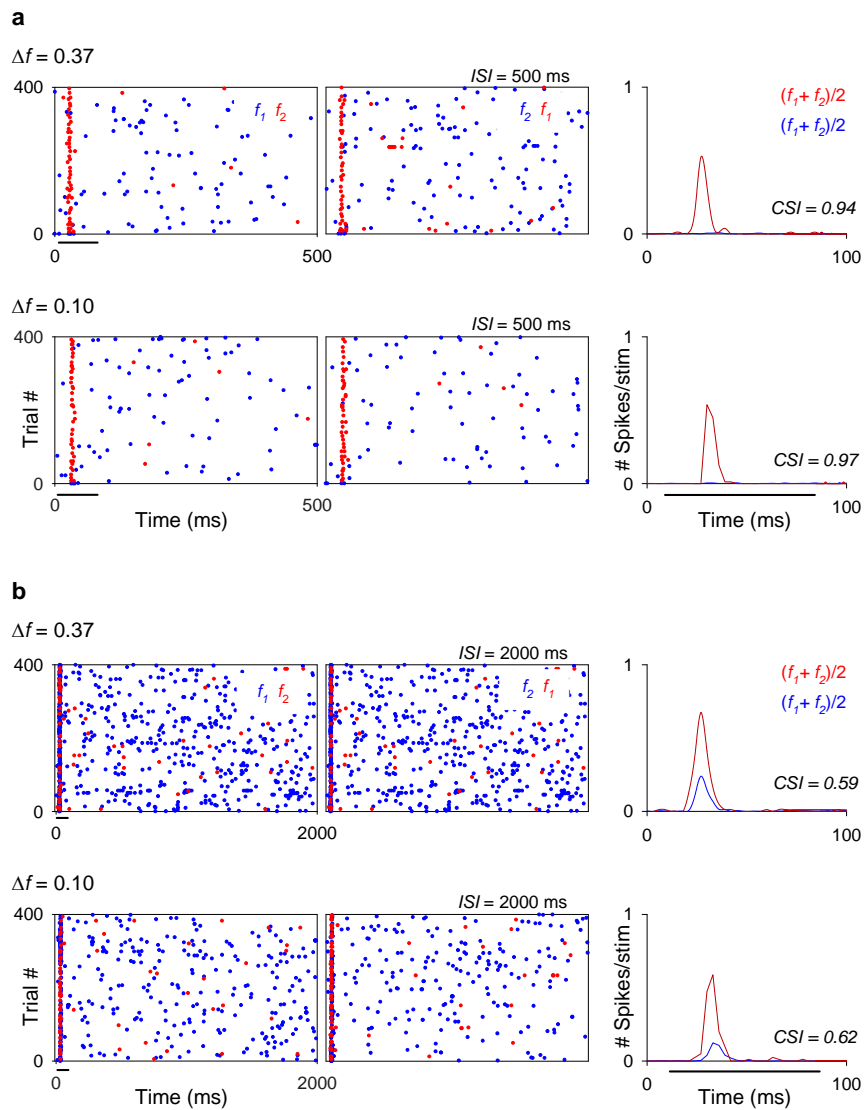 a
Δf = 0.37
ISI = 500 ms
400
f1 f2
f2 f1
1
(f1+ f2)/2
(f1+ f2)/2
CSI = 0.94
0
0
0
500
0
100
Δf = 0.10
ISI = 500 ms
400
1
Trial #
# Spikes/stim
CSI = 0.97
0
0
0
500
0
100
Time (ms)
Time (ms)
b
Δf = 0.37
ISI = 2000 ms
400
f1 f2
f2 f1
1
(f1+ f2)/2
(f1+ f2)/2
CSI = 0.59
0
0
0
2000
0
100
Δf = 0.10
ISI = 2000 ms
400
1
Trial #
# Spikes/stim
CSI = 0.62
0
0
0
2000
0
100
Time (ms)
Time (ms)